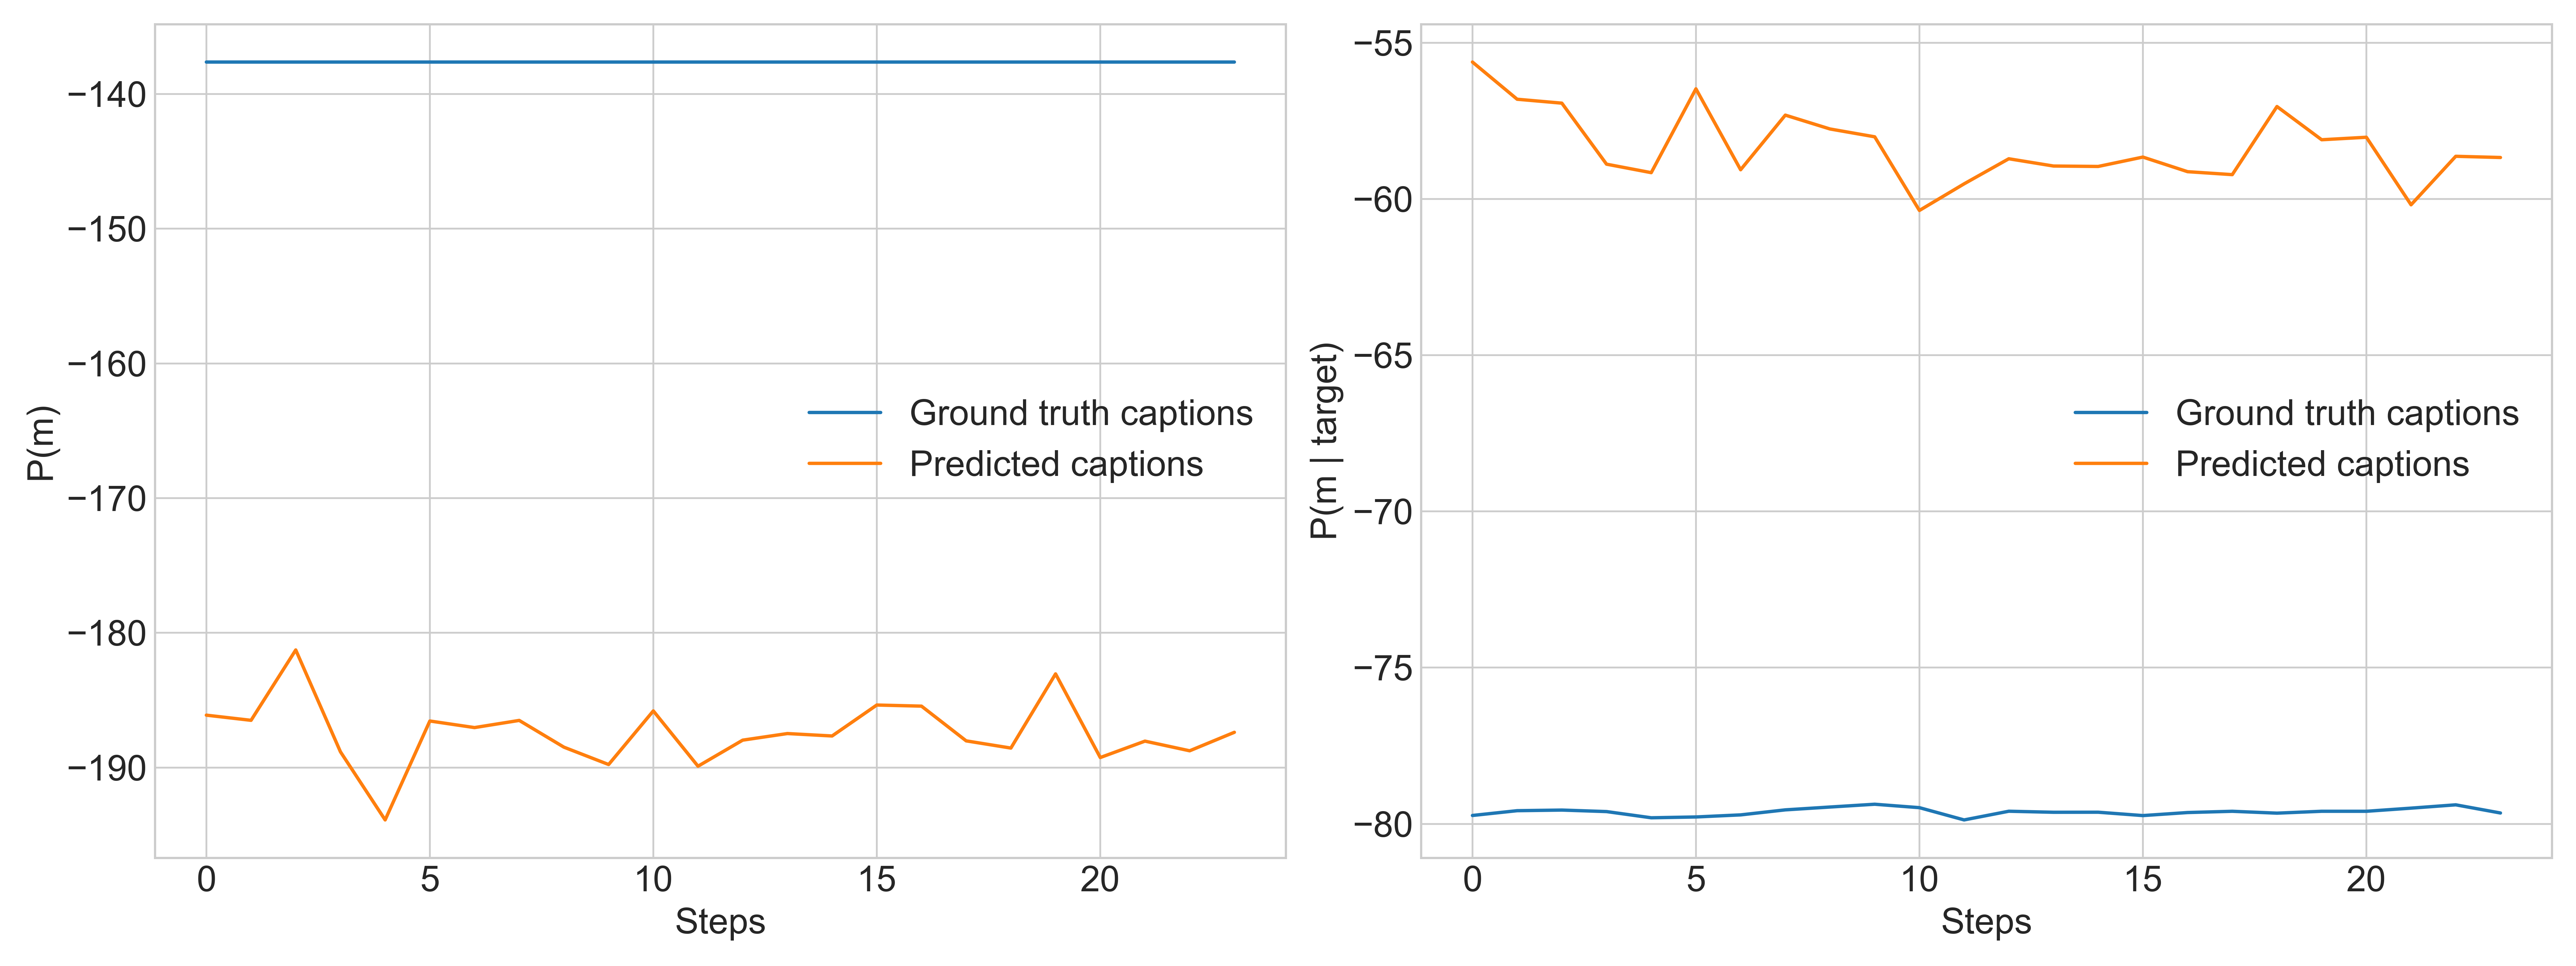 P(m)
−140
−150
−160
−170
−180
−190
Ground truth captions
Predicted captions
0 5 10 15 20
Steps
P(m | target)
−55
−60
−65
−70
−75
−80
Ground truth captions
Predicted captions
0 5 10 15 20
Steps